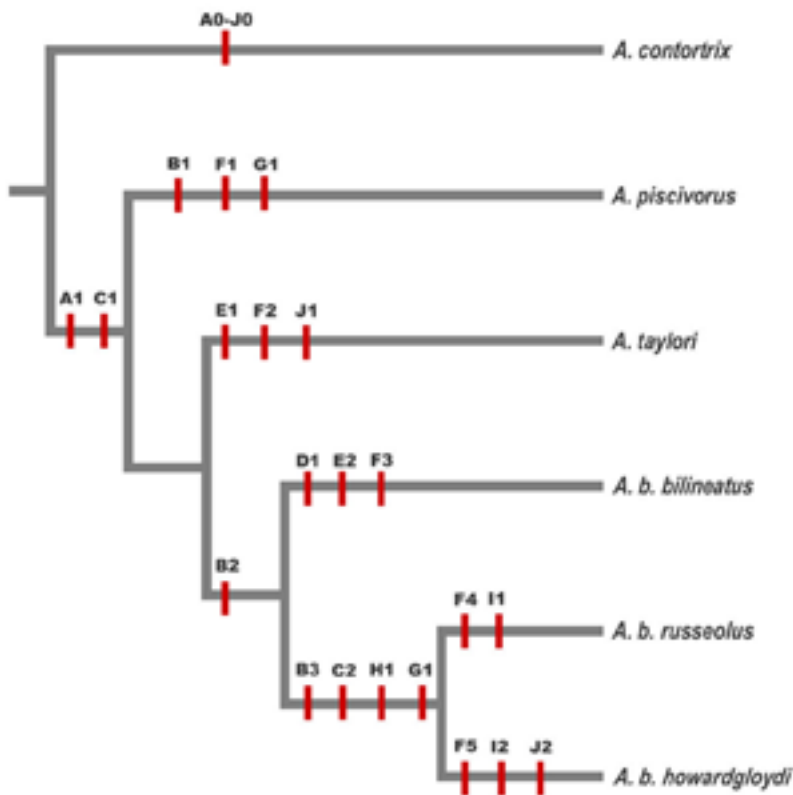 A0-J0
A. contortrix
B1 F1 G1
A. piscivorus
A1 C1
E1 F2 J1
A. taylori
D1 E2 F3
A. b. bilineatus
B2
F4 I1
A. b. russeolus
B3 C2 H1 G1
F5 I2 J2
A. b. howardgloydi